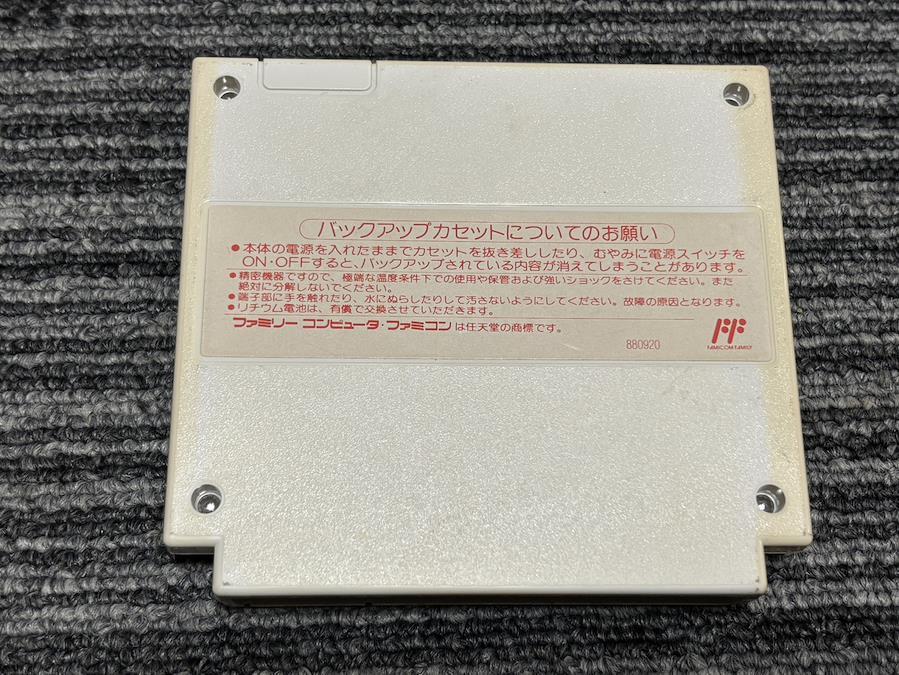 バックアップカセットについてのお願い
●本体の電源を入れたままでカセットを抜き差ししたり、むやみに電源スイッチを
ON・OFFすると、バックアップされている内容が消えてしまうことがあります。
●精密機器ですので、極端な温度条件下での使用や保管および強いショックをさけてください。また
絶対に分解しないでください。
●端子部に手を触れたり、水にぬらしたりして汚さないようにしてください。故障の原因となります。
●リチウム電池は、有償で交換させていただきます。
ファミリーコンピュータ・ファミコンは任天堂の商標です。
880920
FF
FAMICOM FAMILY